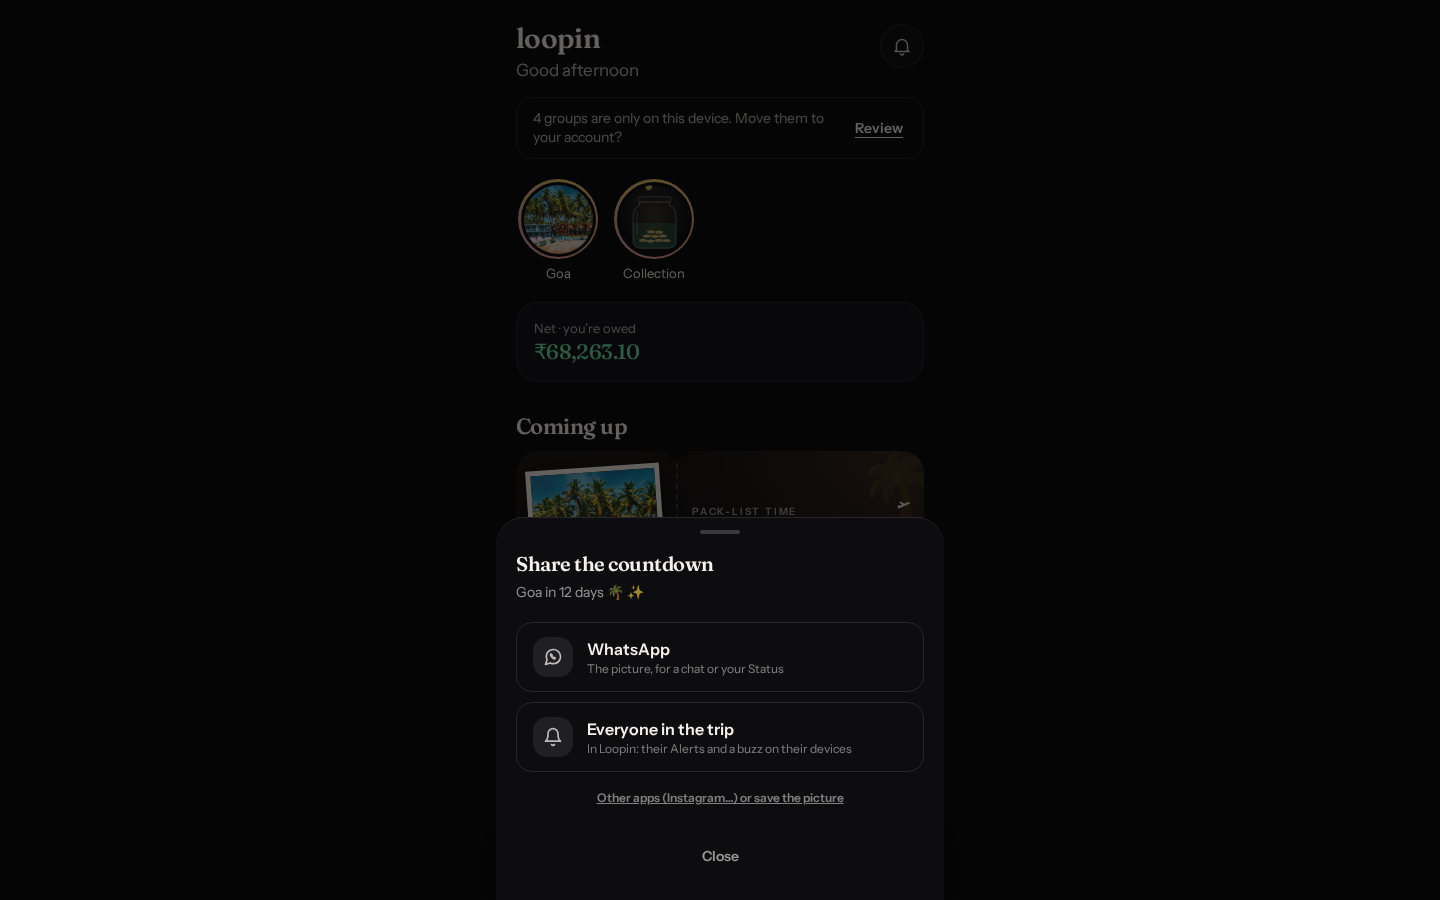 loopin
Good afternoon
4 groups are only on this device. Move them to
your account?
Review
Goa
Collection
Net · you're owed
₹68,263.10
Coming up
PACK-LIST TIME
Share the countdown
Goa in 12 days 🌴 ✨
WhatsApp
The picture, for a chat or your Status
Everyone in the trip
In Loopin: their Alerts and a buzz on their devices
Other apps (Instagram...) or save the picture
Close